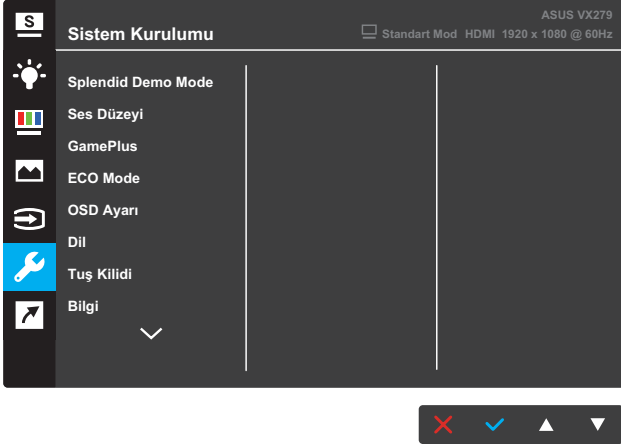 S
ASUS VX279
Sistem Kurulumu
Standart Mod HDMI 1920 x 1080 @ 60Hz
Splendid Demo Mode
Ses Düzeyi
GamePlus
ECO Mode
OSD Ayarı
Dil
Tuş Kilidi
Bilgi